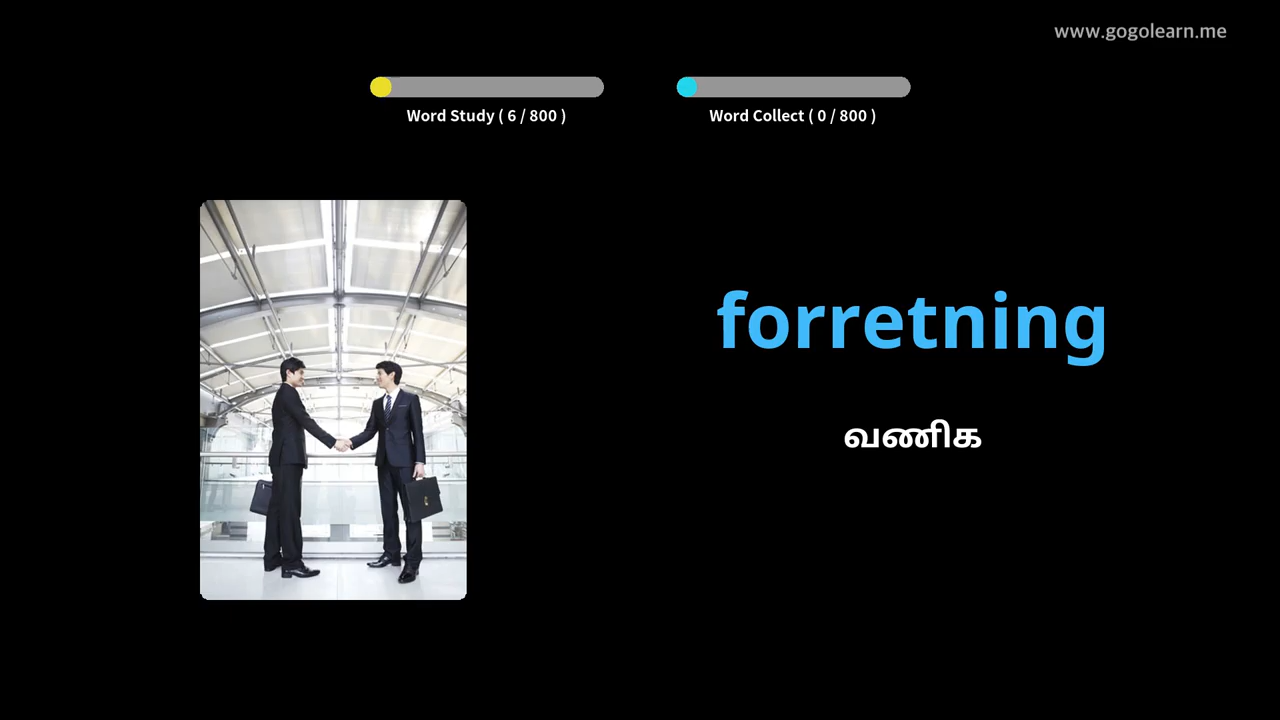 www.gogolearn.me
Word Study ( 6 / 800 )
Word Collect ( 0 / 800 )
forretning
வணிக